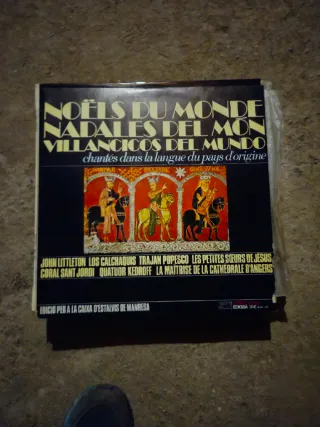 NOËLS DU MONDE
NADALES DEL MÓN
VILLANCICOS DEL MUNDO
chantés dans la langue du pays d'origine
JOHN LITTLETON LOS CALCHAQUIS TRAJAN POPESCO LES PETITES SŒURS DE JÉSUS
CORAL SANT JORDI QUATUOR KEDROFF LA MAÎTRISE DE LA CATHÉDRALE D'ANGERS
EDICIÓ PER A LA CAIXA D'ESTALVIS DE MANRESA
EDIGSA